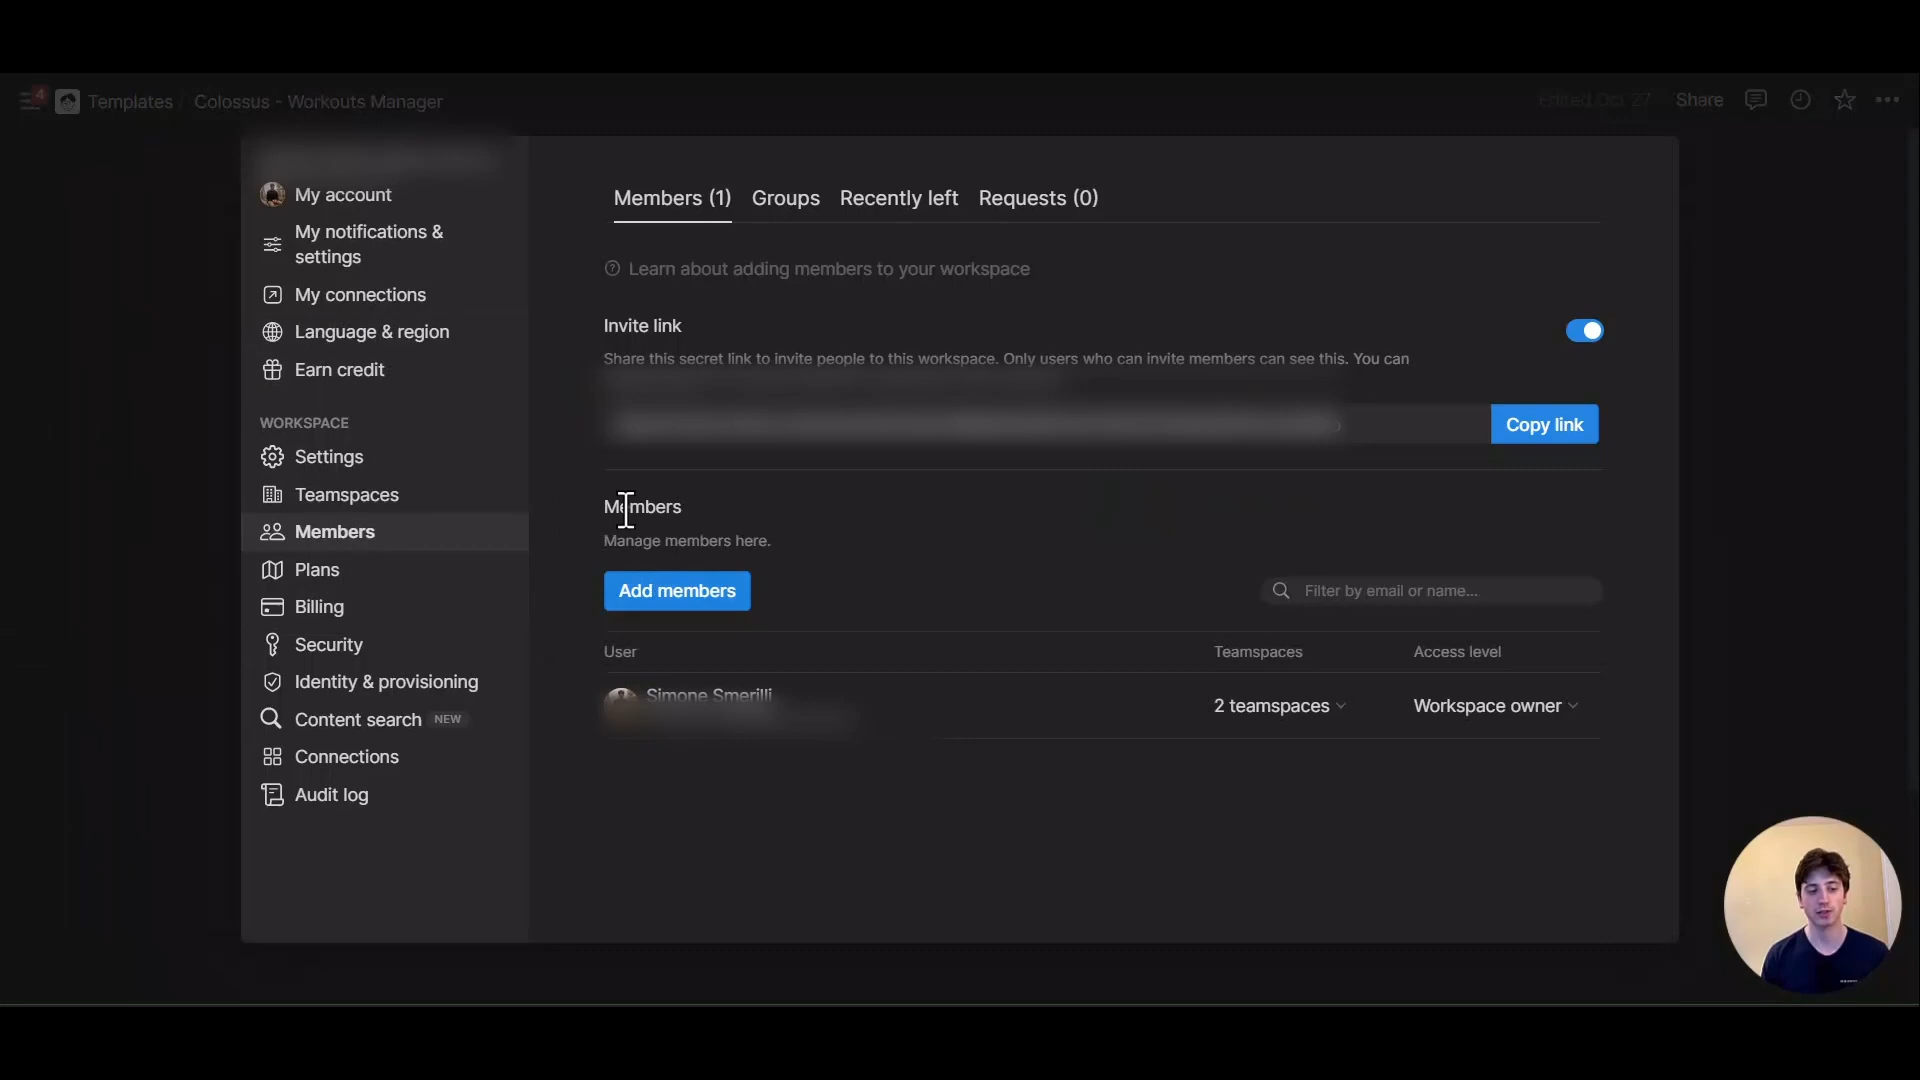 4 Templates / Colossus - Workouts Manager
Edited Oct 27 Share
My account
My notifications &
settings
My connections
Language & region
Earn credit
WORKSPACE
Settings
Teamspaces
Members
Plans
Billing
Security
Identity & provisioning
Content search NEW
Connections
Audit log
Members (1) Groups Recently left Requests (0)
Learn about adding members to your workspace
Invite link
Share this secret link to invite people to this workspace. Only users who can invite members can see this. You can
Copy link
Members
Manage members here.
Add members
Filter by email or name...
User Teamspaces Access level
Simone Smerilli 2 teamspaces Workspace owner